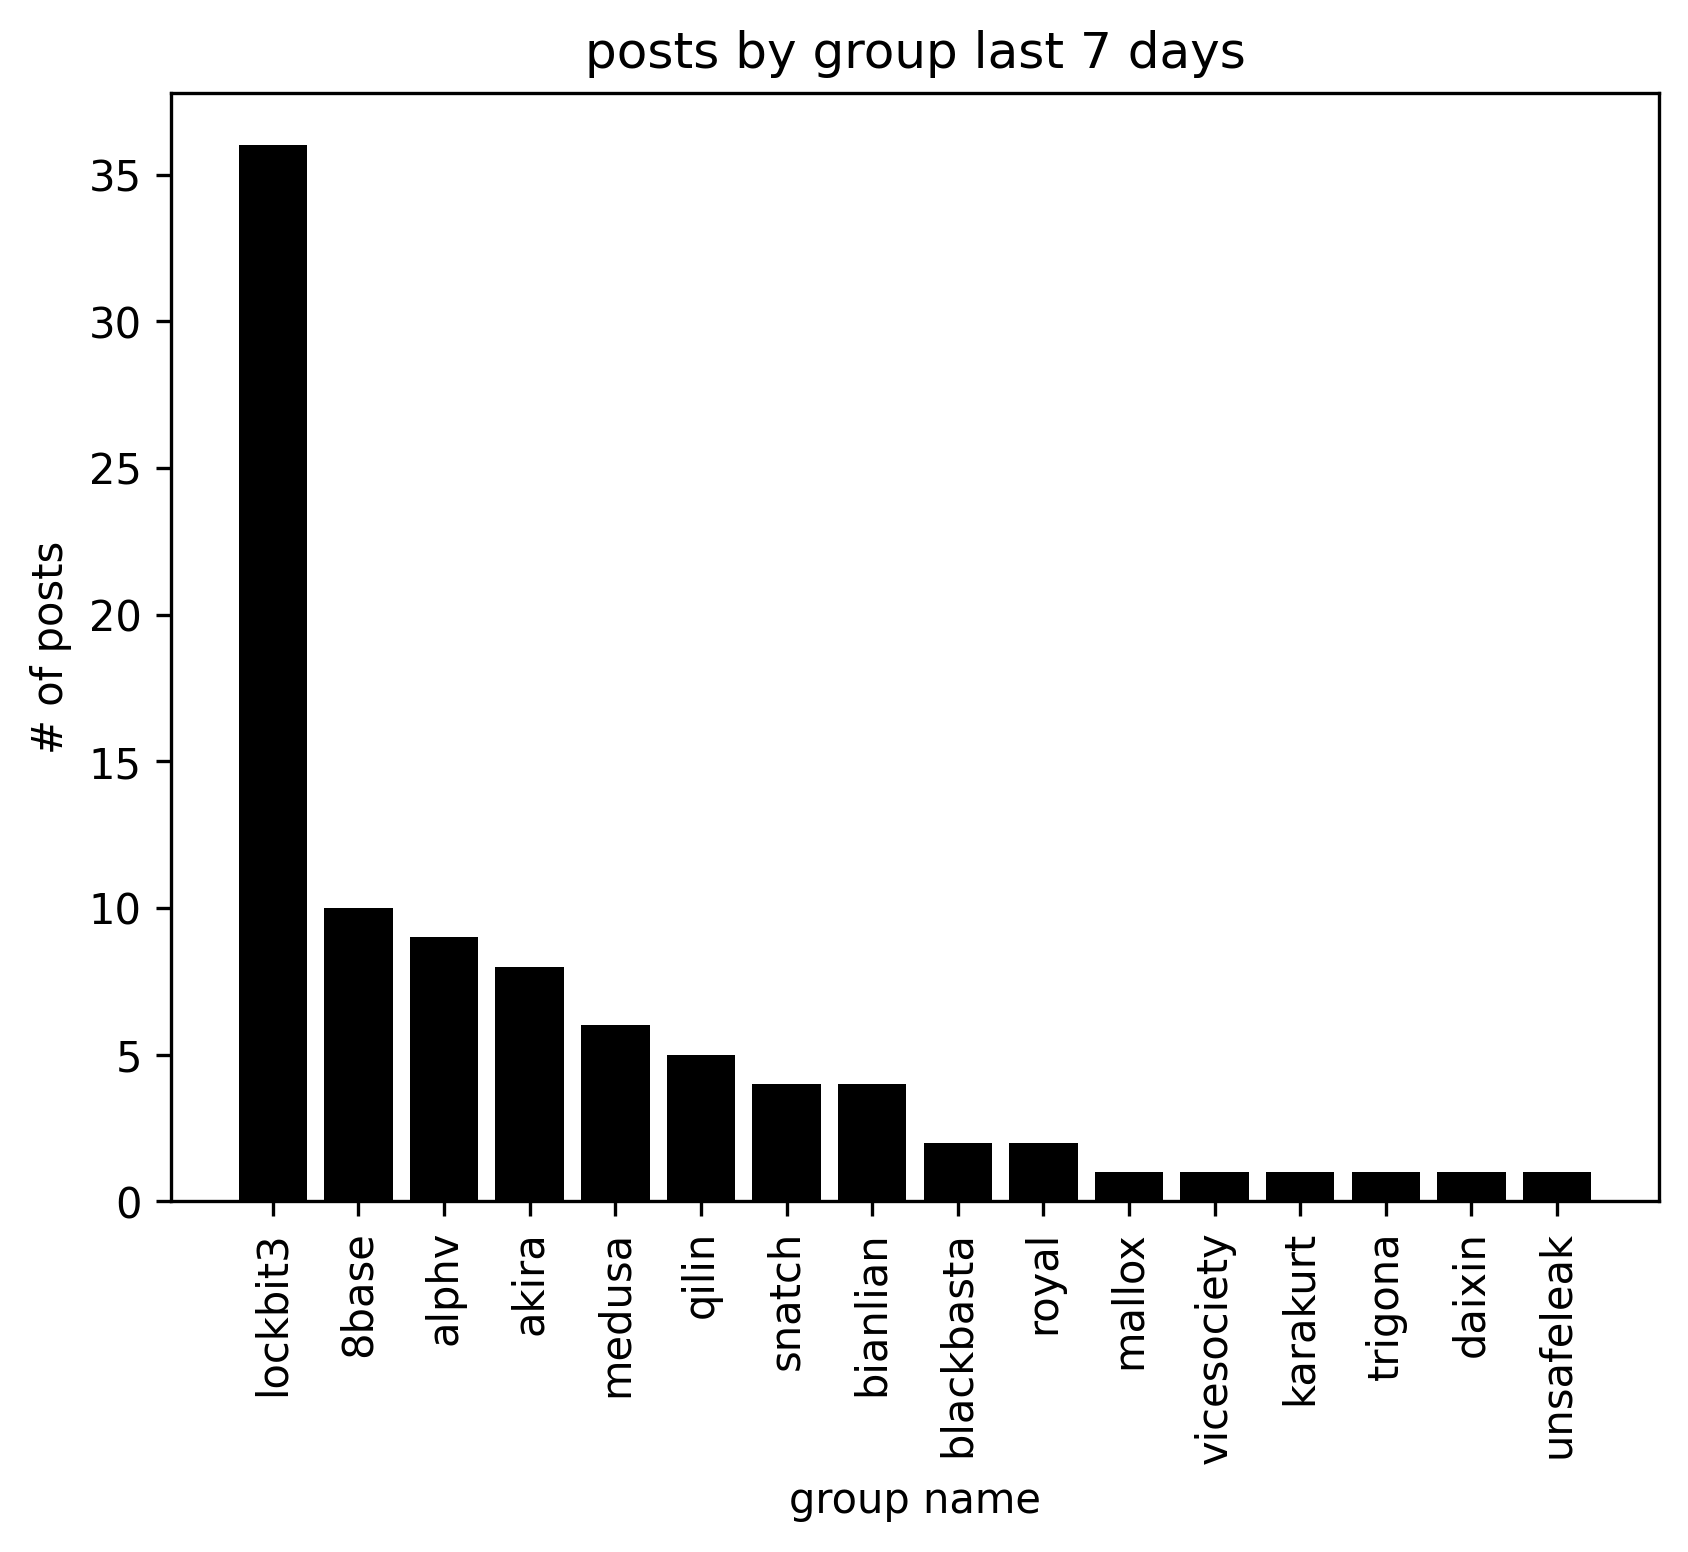 posts by group last 7 days
# of posts
35
30
25
20
15
10
5
0
lockbit3
8base
alphv
akira
medusa
qilin
snatch
bianlian
blackbasta
royal
mallox
vicesociety
karakurt
trigona
daixin
unsafeleak
group name